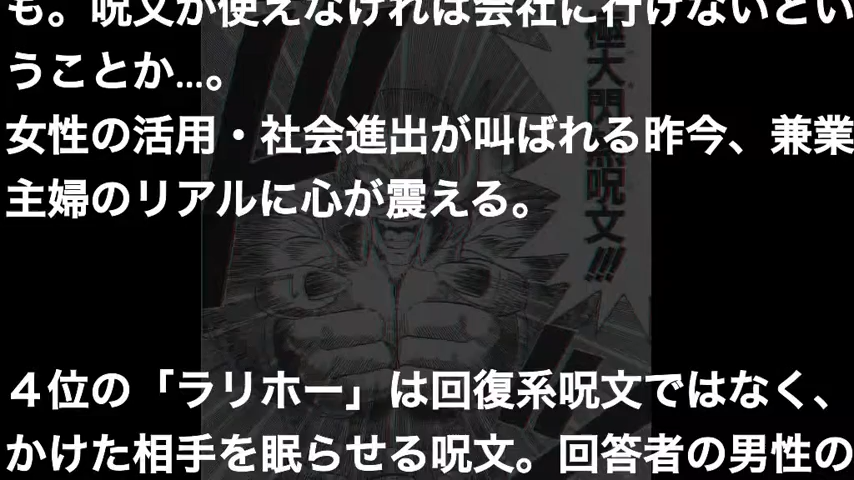 も。呪文が使えなければ会社に行けないとい
うことか…。
女性の活用・社会進出が叫ばれる昨今、兼業
主婦のリアルに心が震える。
４位の「ラリホー」は回復系呪文ではなく、
かけた相手を眠らせる呪文。回答者の男性の
極大閃熱呪文!!!